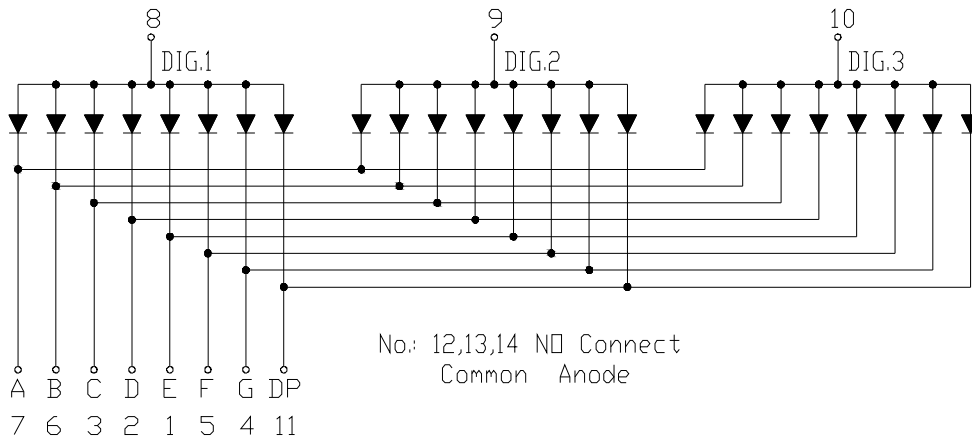 8 9 10
DIG.1 DIG.2 DIG.3
No.: 12,13,14 NO Connect
Common Anode
A B C D E F G DP
7 6 3 2 1 5 4 11